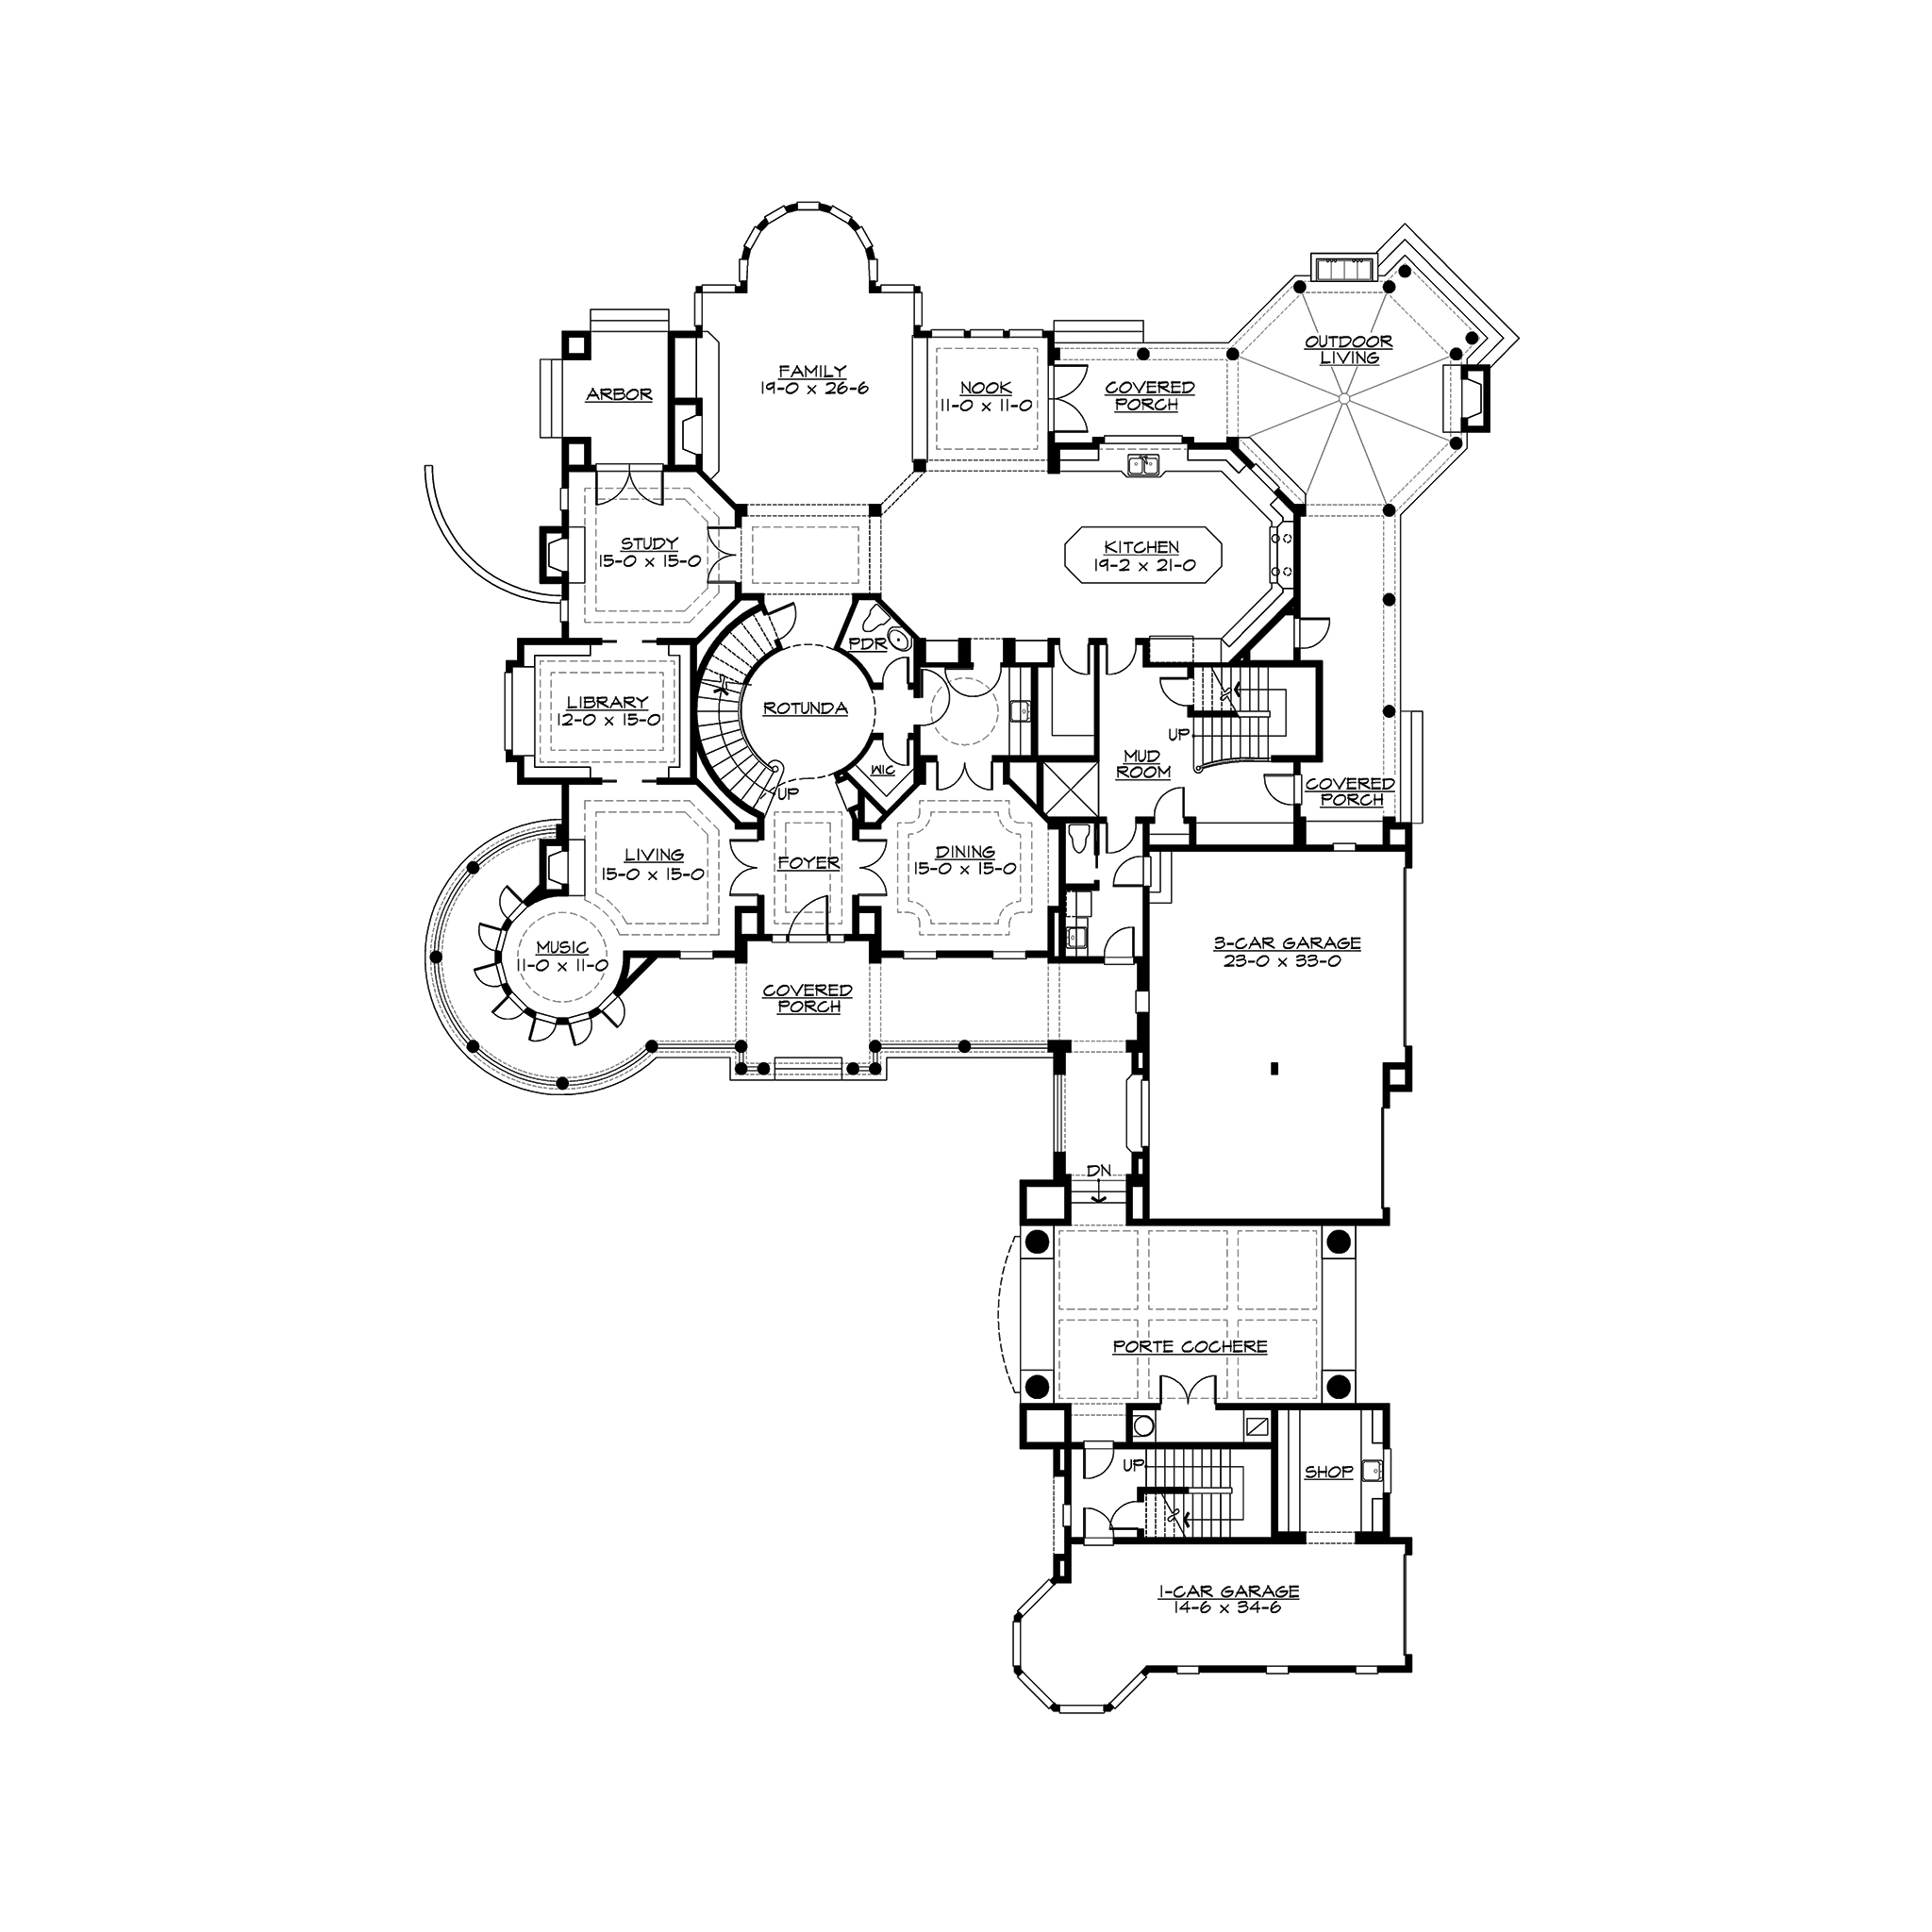 OUTDOOR
LIVING
FAMILY
19-0 x 26-6
ARBOR
NOOK
11-0 x 11-0
COVERED
PORCH
STUDY
15-0 x 15-0
KITCHEN
19-2 x 21-0
PDR
LIBRARY
12-0 x 15-0
ROTUNDA
UP
MUD
ROOM
WIC
UP
COVERED
PORCH
LIVING
15-0 x 15-0
FOYER
DINING
15-0 x 15-0
MUSIC
11-0 x 11-0
3-CAR GARAGE
23-0 x 33-0
COVERED
PORCH
DN
PORTE COCHERE
UP
SHOP
1-CAR GARAGE
14-6 x 34-6